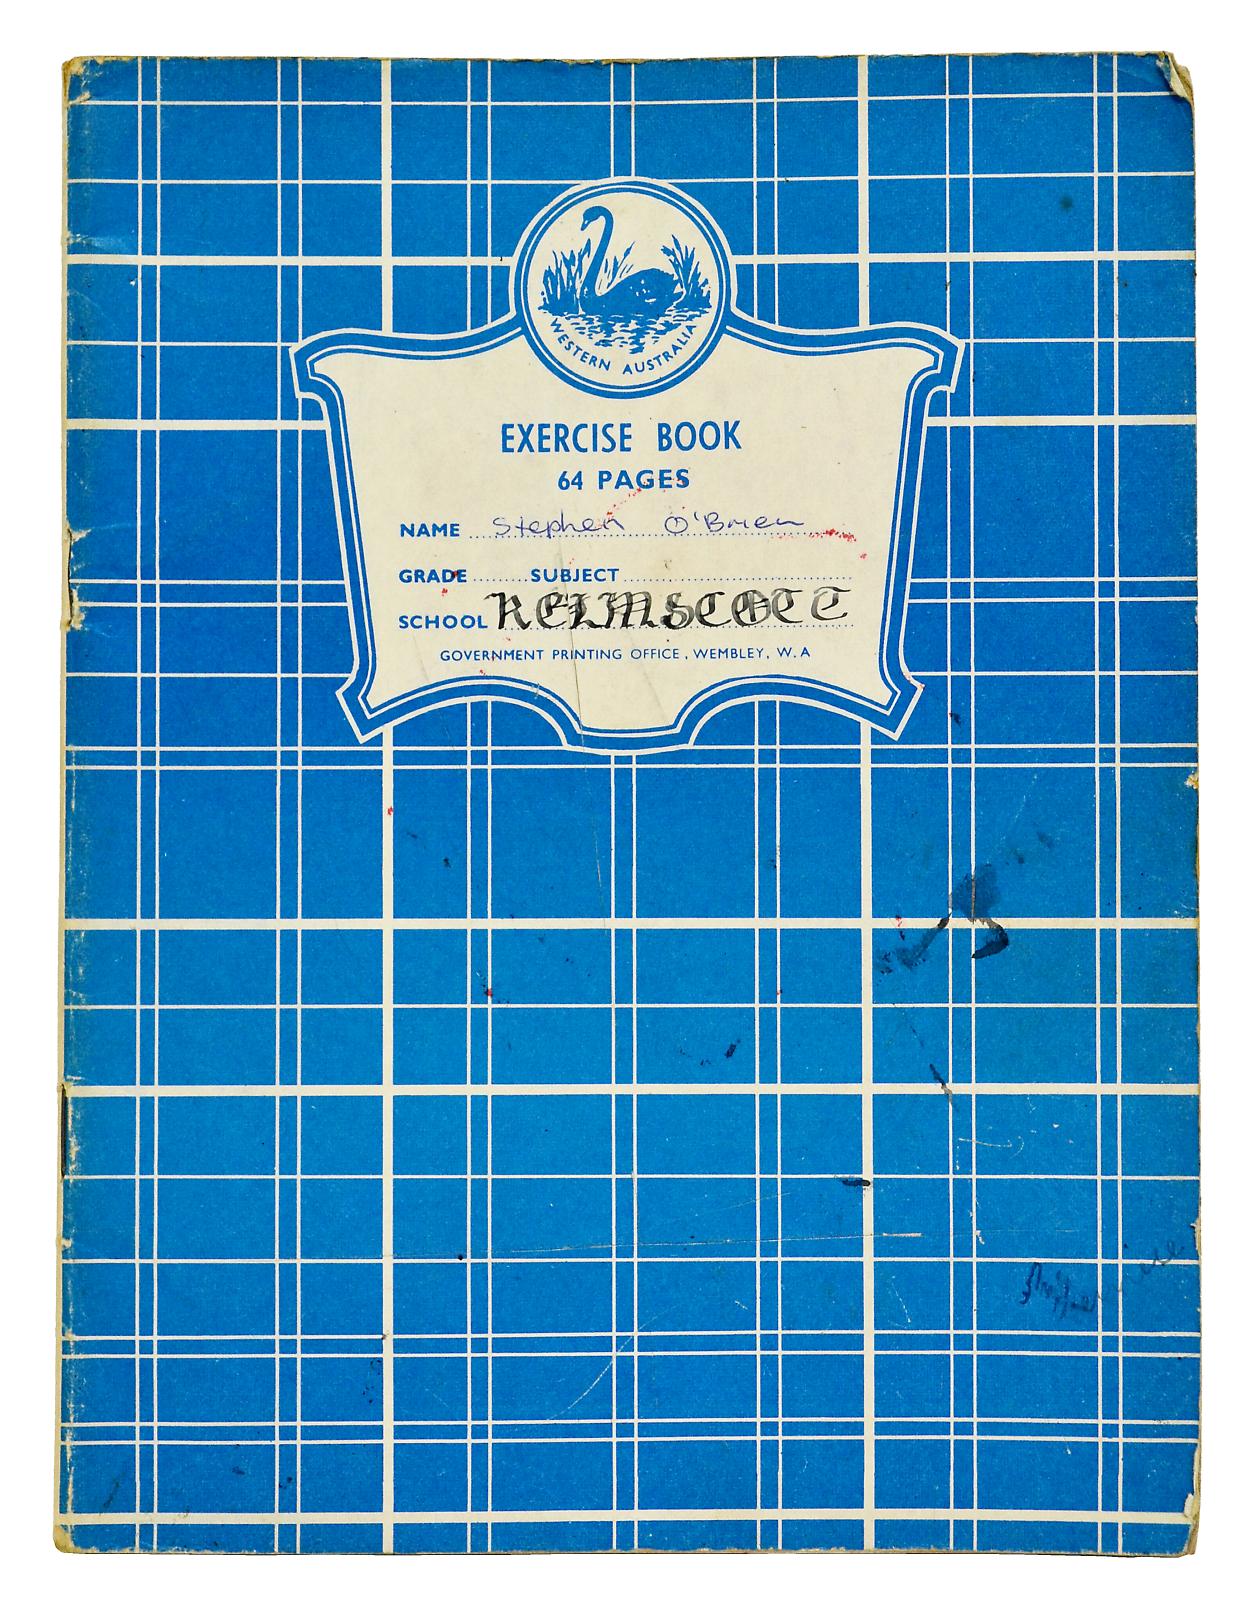 WESTERN AUSTRALIA
EXERCISE BOOK
64 PAGES
NAME Stephen O'Brien
GRADE ........ SUBJECT ........
SCHOOL KELMSCOTT
GOVERNMENT PRINTING OFFICE, WEMBLEY, W.A